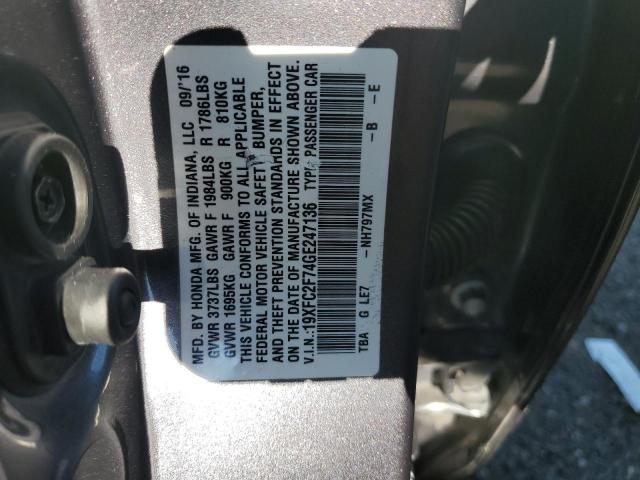 MFD. BY HONDA MFG. OF INDIANA, LLC 09/'16
GVWR 3737LBS GAWR F 1984LBS R 1786LBS
GVWR 1695KG GAWR F 900KG R 810KG
THIS VEHICLE CONFORMS TO ALL APPLICABLE
FEDERAL MOTOR VEHICLE SAFETY BUMPER,
AND THEFT PREVENTION STANDARDS IN EFFECT
ON THE DATE OF MANUFACTURE SHOWN ABOVE.
V.I.N.:19XFC2F74GE247136 TYPE: PASSENGER CAR
TBA G LE7 – NH797MX – B – E